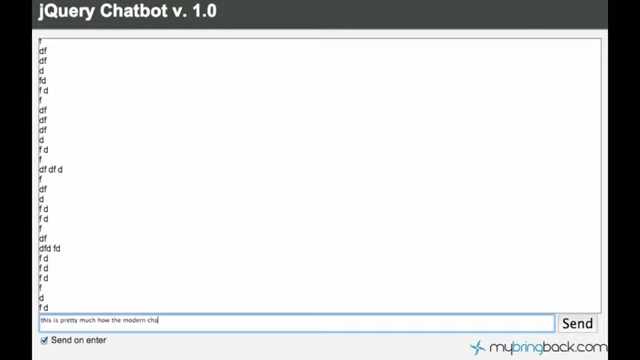 jQuery Chatbot v. 1.0
f
df
df
d
fd
f d
f
df
df
df
d
f d
f
df df d
f
df
d
f d
f d
f
df
dfd fd
f d
f d
f d
f
d
f d
this is pretty much how the modern cha
Send
Send on enter
mybringback.com